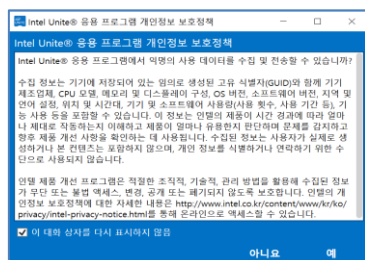 Intel Unite® 응용 프로그램 개인정보 보호정책
Intel Unite® 응용 프로그램 개인정보 보호정책
Intel Unite® 응용 프로그램에서 익명의 사용 데이터를 수집 및 전송할 수 있습니까?
수집 정보는 기기에 저장되어 있는 임의로 생성된 고유 식별자(GUID)와 함께 기기
제조업체, CPU 모델, 메모리 및 디스플레이 구성, OS 버전, 소프트웨어 버전, 지역 및
언어 설정, 위치 및 시간대, 기기 및 소프트웨어 사용량(사용 횟수, 사용 기간 등), 기
능 사용 등을 포함할 수 있습니다. 이 정보는 인텔의 제품이 시간 경과에 따라 얼마
나 제대로 작동하는지 이해하고 제품이 얼마나 유용한지 판단하며 문제를 감지하고
향후 제품 개선 사항을 확인하는 데 사용됩니다. 수집된 정보는 사용자가 실제로 생
성하거나 본 컨텐츠는 포함하지 않으며, 개인 정보를 식별하거나 연락하기 위한 수
단으로 사용되지 않습니다.
인텔 제품 개선 프로그램은 적절한 조직적, 기술적, 관리 방법을 활용해 수집된 정보
가 무단 또는 불법 액세스, 변경, 공개 또는 폐기되지 않도록 보호합니다. 인텔의 개
인 정보 보호정책에 대한 자세한 내용은 http://www.intel.co.kr/content/www/kr/ko/
privacy/intel-privacy-notice.html를 통해 온라인으로 액세스할 수 있습니다.
이 대화 상자를 다시 표시하지 않음
아니요 예